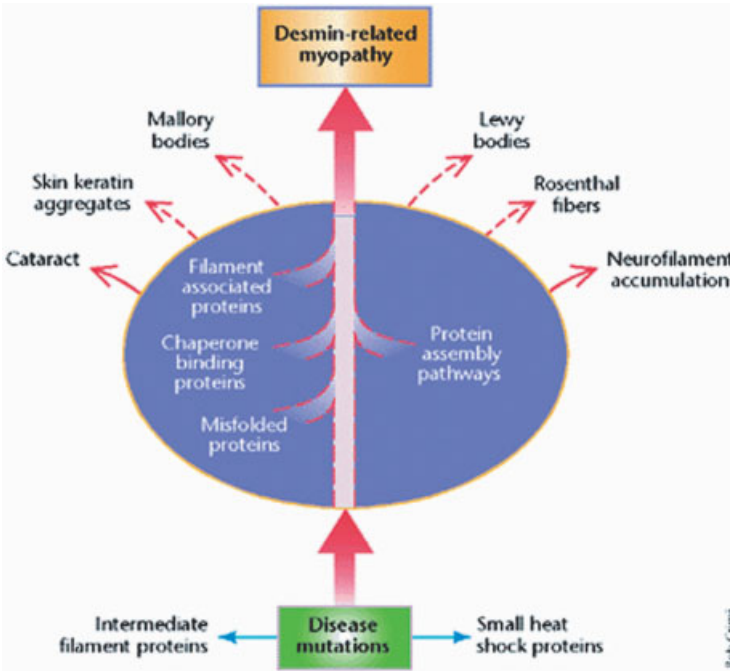 Desmin-related
myopathy
Mallory
bodies
Lewy
bodies
Skin keratin
aggregates
Rosenthal
fibers
Cataract
Neurofilament
accumulation
Filament
associated
proteins
Chaperone
binding
proteins
Protein
assembly
pathways
Misfolded
proteins
Intermediate
filament proteins
Disease
mutations
Small heat
shock proteins